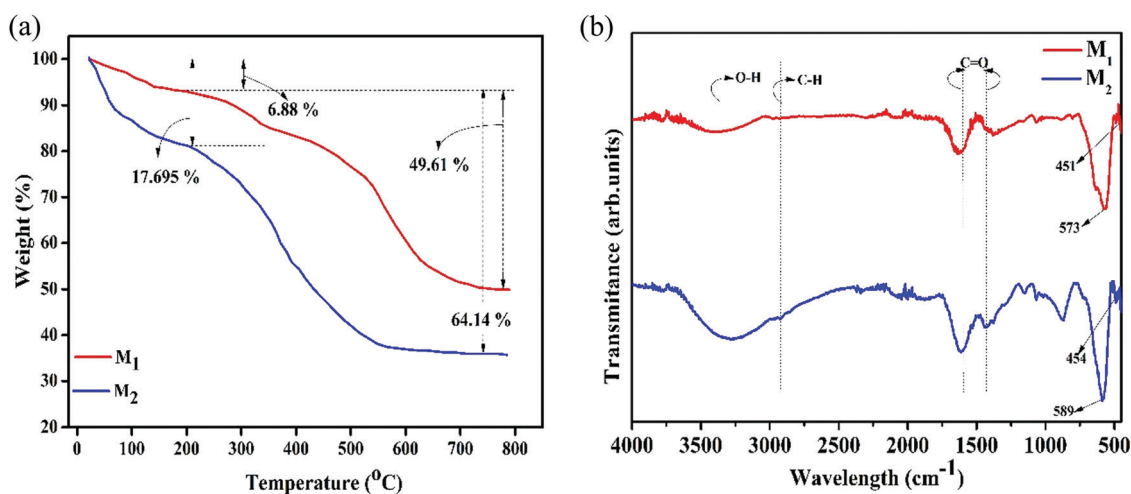 (a)
100
90
80
70
60
50
40
30
20
Weight (%)
6.88 %
17.695 %
49.61 %
64.14 %
M1
M2
0 100 200 300 400 500 600 700 800 900
Temperature (OC)
(b)
M1
M2
O-H
C-H
C=O
451
573
454
589
Transmitance (arb.units)
4000 3500 3000 2500 2000 1500 1000 500
Wavelength (cm-1)